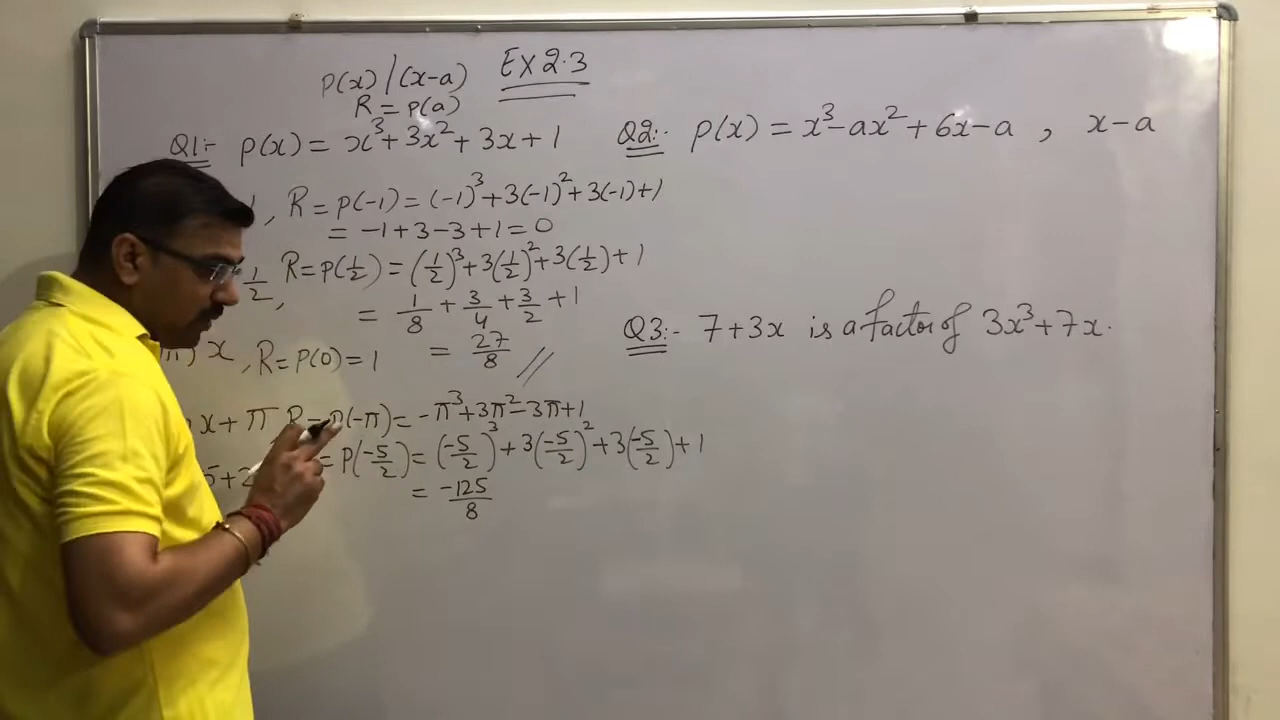 EX 2.3
P(x) / (x-a)
R = P(a)
Q1:- p(x) = x³+3x²+3x+1
, R = P(-1) = (-1)³+3(-1)²+3(-1)+1
= -1+3-3+1=0
1/2, R=P(1/2) = (1/2)³+3(1/2)²+3(1/2)+1
= 1/8 + 3/4 + 3/2 + 1
= 27/8 //
) x , R = P(0) = 1
x + π R = P(-π) = -π³+3π²-3π+1
5+2 = P(-5/2) = (-5/2)³+3(-5/2)²+3(-5/2)+1
= -125/8
Q2:- p(x) = x³-ax²+6x-a , x-a
Q3:- 7+3x is a factor of 3x³+7x.